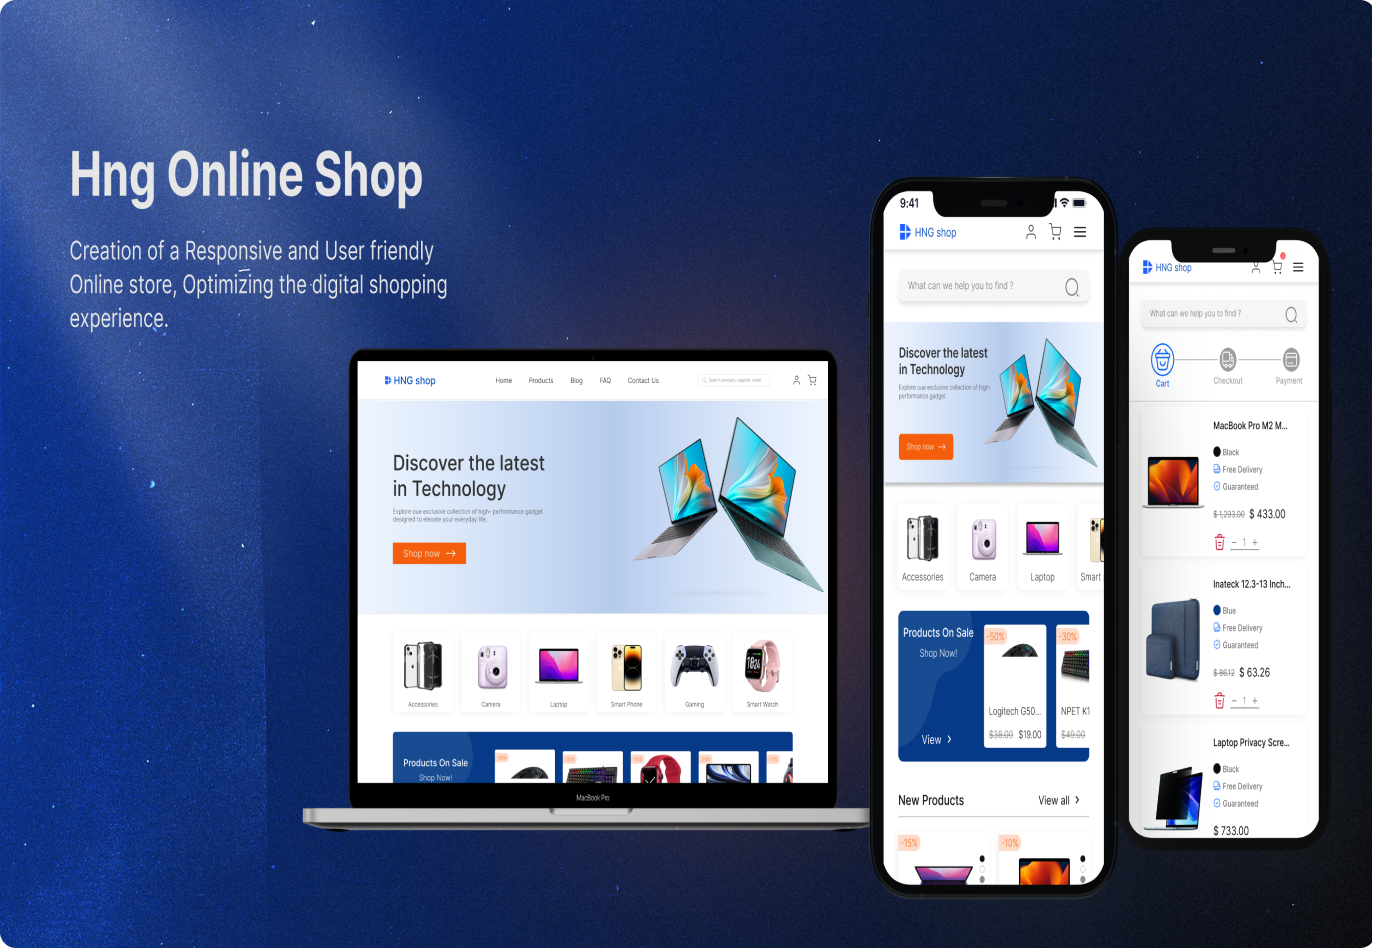 Hng Online Shop
Creation of a Responsive and User friendly
Online store, Optimizing the digital shopping
experience.
HNG shop
Home
Products
Blog
FAQ
Contact Us
Search product, supplier, order
Discover the latest
in Technology
Explore oue exclusive collection of high- performance gadget
designed to elevate your everyday life.
Shop now
Accessories
Camera
Laptop
Smart Phone
Gaming
Smart Watch
Products On Sale
Shop Now!
MacBook Pro
9:41
HNG shop
What can we help you to find ?
Discover the latest
in Technology
Explore oue exclusive collection of high-
performance gadget
Shop now
Accessories
Camera
Laptop
Smart
Products On Sale
Shop Now!
View
-50%
Logitech G50...
$38.00 $19.00
-30%
NPET K1
$49.00
New Products
View all
-15%
-10%
HNG shop
What can we help you to find ?
Cart
Checkout
Payment
MacBook Pro M2 M...
Black
Free Delivery
Guaranteed
$ 1,293.00 $ 433.00
− 1 +
Inateck 12.3-13 Inch...
Blue
Free Delivery
Guaranteed
$ 86.12 $ 63.26
− 1 +
Laptop Privacy Scre...
Black
Free Delivery
Guaranteed
$ 733.00